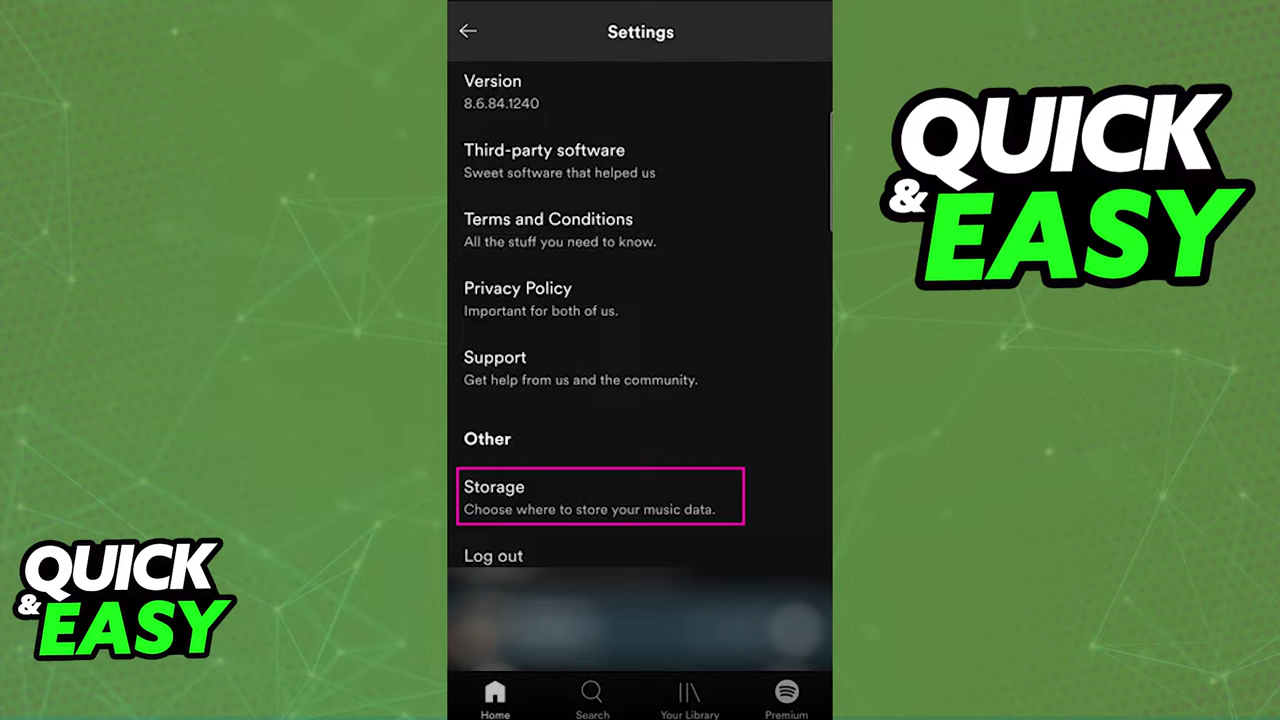 Settings
Version
8.6.84.1240
Third-party software
Sweet software that helped us
Terms and Conditions
All the stuff you need to know.
Privacy Policy
Important for both of us.
Support
Get help from us and the community.
Other
Storage
Choose where to store your music data.
Log out
Home
Search
Your Library
Premium
QUICK
& EASY
QUICK
& EASY